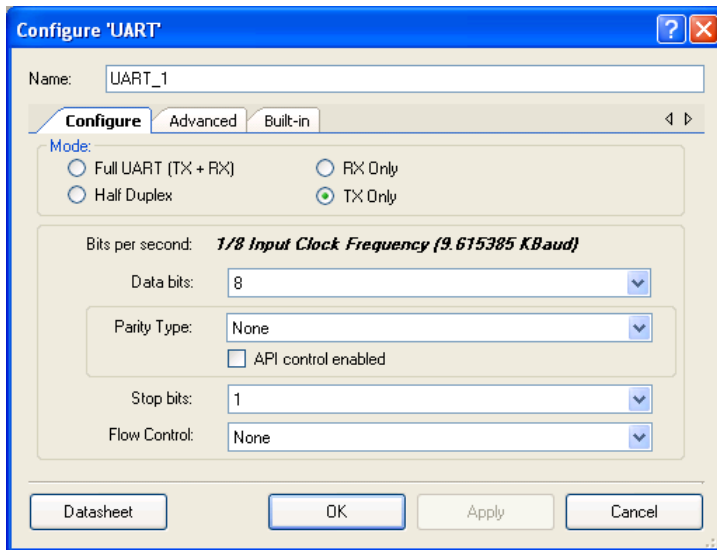 Configure 'UART'
Name: UART_1
Configure Advanced Built-in
Mode:
Full UART (TX + RX) RX Only
Half Duplex TX Only
Bits per second: 1/8 Input Clock Frequency (9.615385 KBaud)
Data bits: 8
Parity Type: None
API control enabled
Stop bits: 1
Flow Control: None
Datasheet OK Apply Cancel